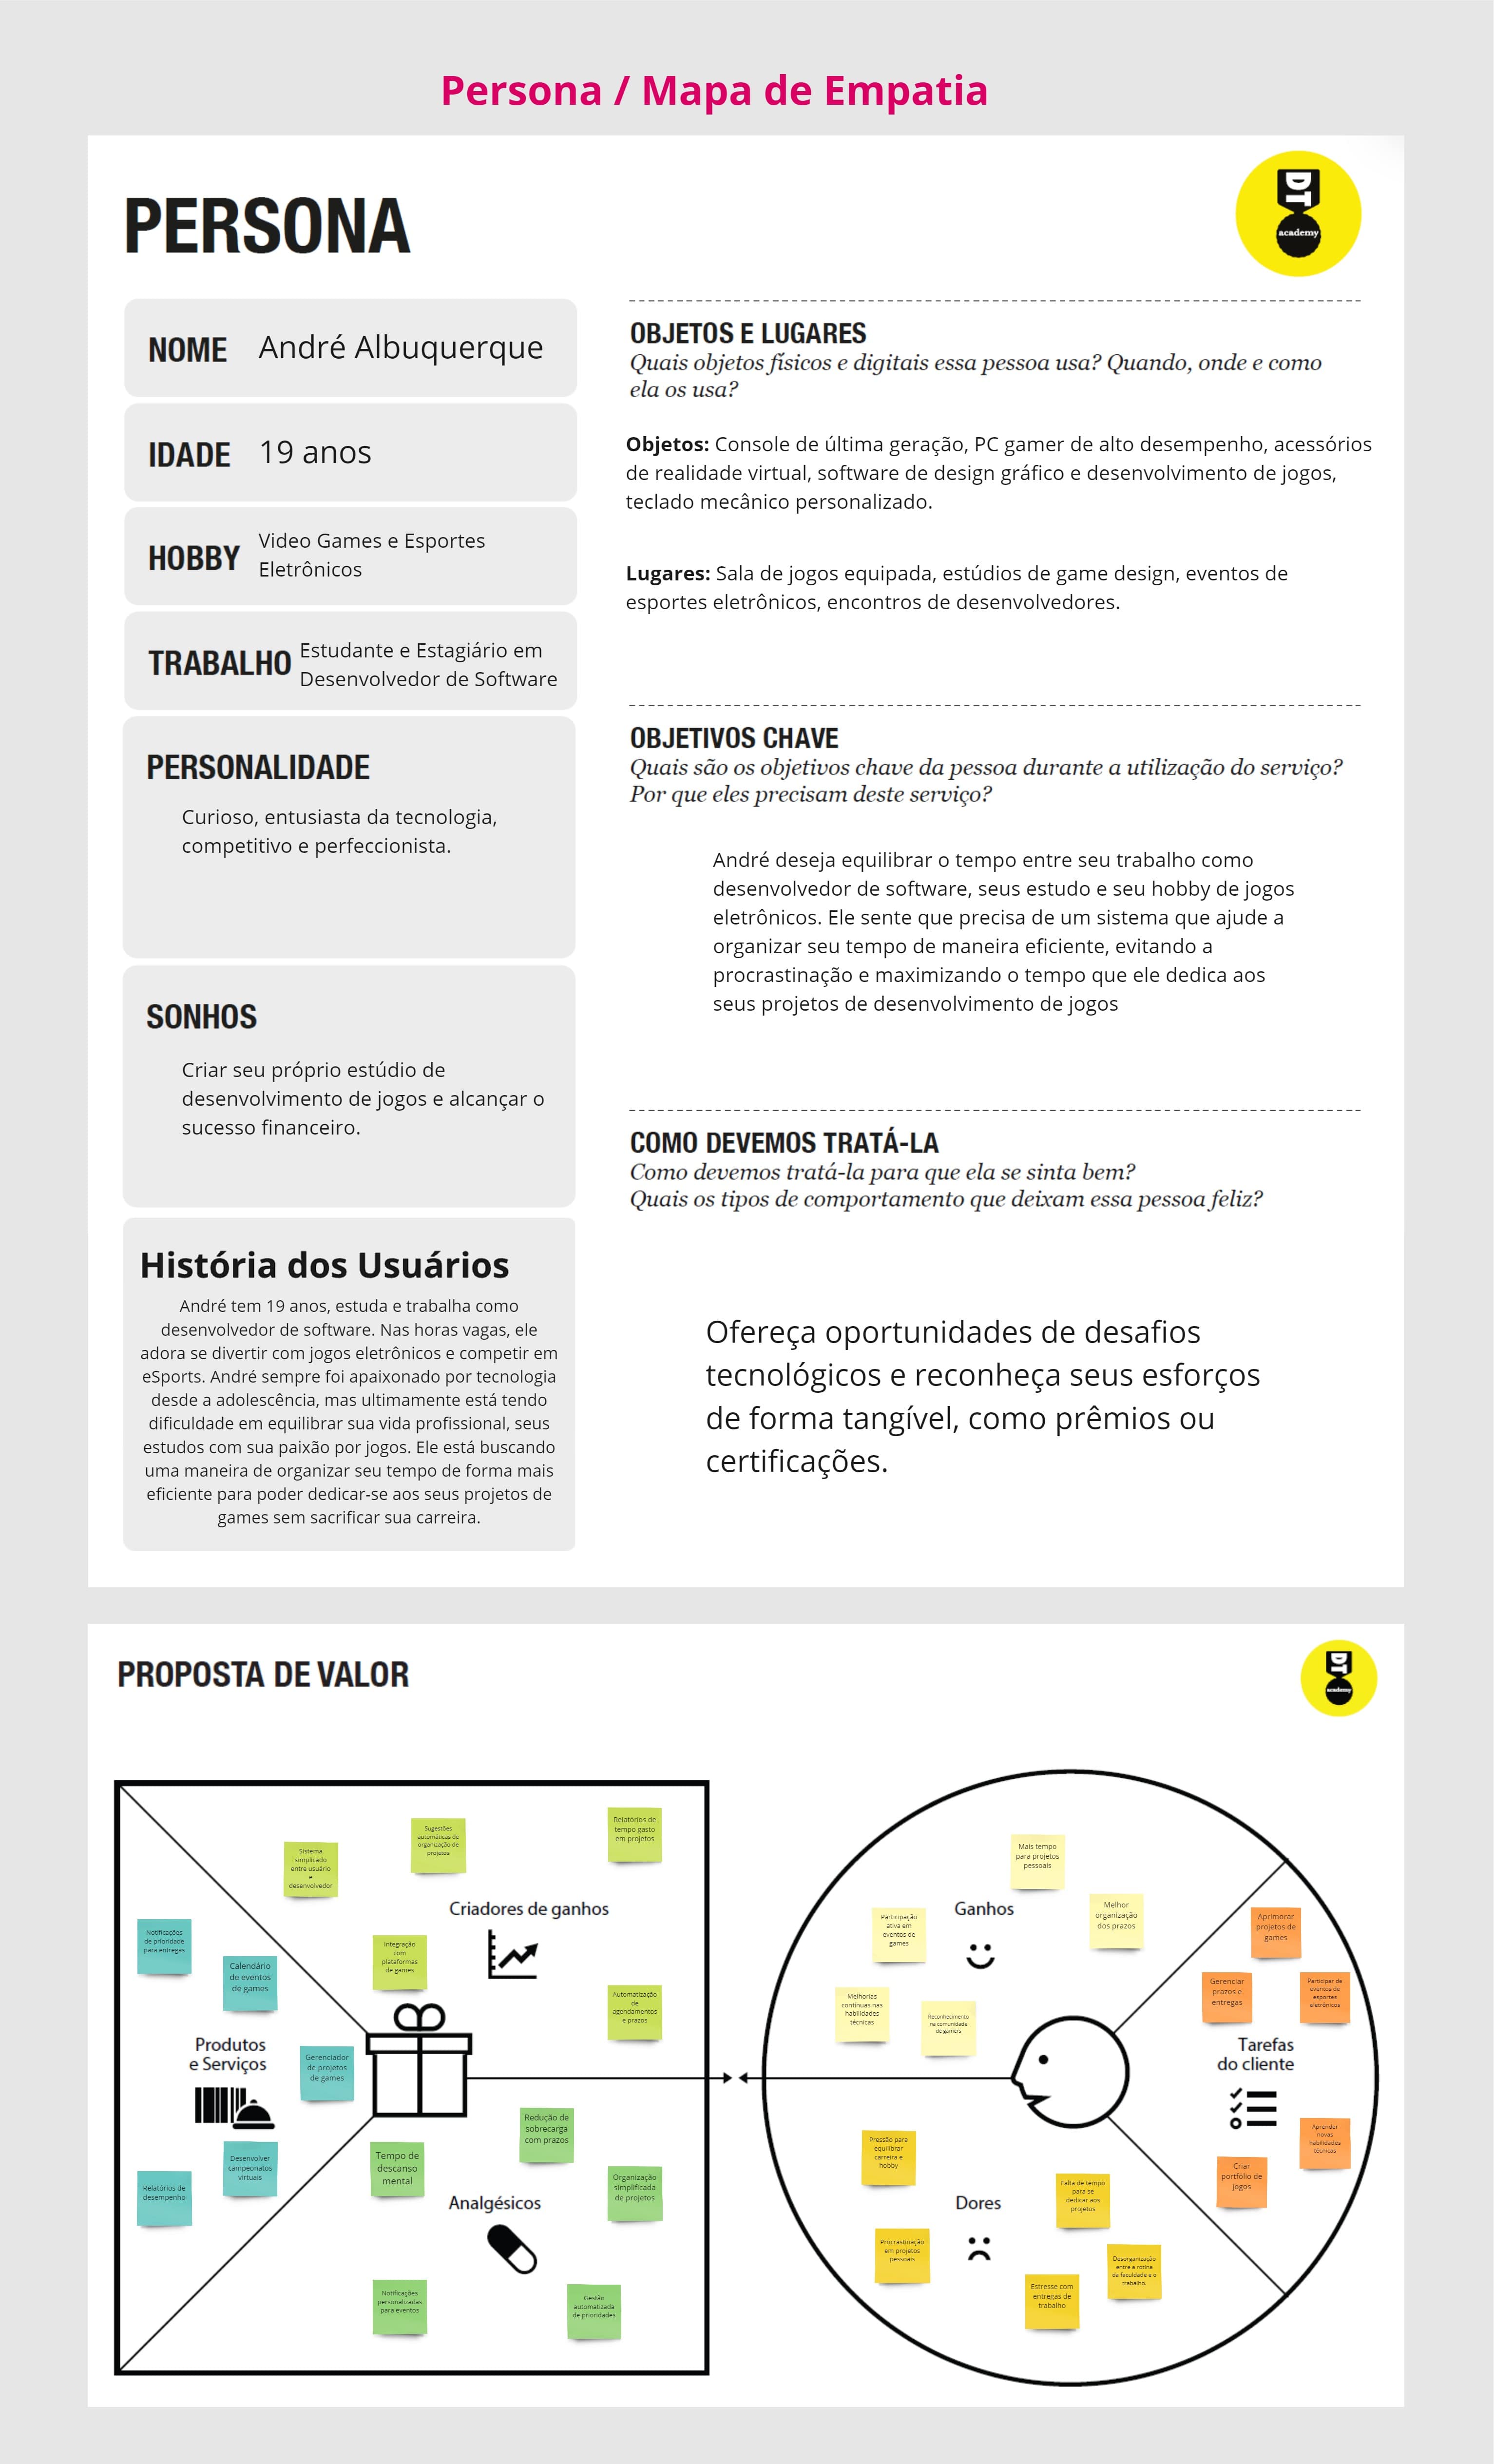 Persona / Mapa de Empatia
PERSONA
DT
academy
NOME
André Albuquerque
IDADE
19 anos
HOBBY
Video Games e Esportes
Eletrônicos
TRABALHO
Estudante e Estagiário em
Desenvolvedor de Software
PERSONALIDADE
Curioso, entusiasta da tecnologia,
competitivo e perfeccionista.
SONHOS
Criar seu próprio estúdio de
desenvolvimento de jogos e alcançar o
sucesso financeiro.
História dos Usuários
André tem 19 anos, estuda e trabalha como
desenvolvedor de software. Nas horas vagas, ele
adora se divertir com jogos eletrônicos e competir em
eSports. André sempre foi apaixonado por tecnologia
desde a adolescência, mas ultimamente está tendo
dificuldade em equilibrar sua vida profissional, seus
estudos com sua paixão por jogos. Ele está buscando
uma maneira de organizar seu tempo de forma mais
eficiente para poder dedicar-se aos seus projetos de
games sem sacrificar sua carreira.
OBJETOS E LUGARES
Quais objetos físicos e digitais essa pessoa usa? Quando, onde e como
ela os usa?
Objetos: Console de última geração, PC gamer de alto desempenho, acessórios
de realidade virtual, software de design gráfico e desenvolvimento de jogos,
teclado mecânico personalizado.
Lugares: Sala de jogos equipada, estúdios de game design, eventos de
esportes eletrônicos, encontros de desenvolvedores.
OBJETIVOS CHAVE
Quais são os objetivos chave da pessoa durante a utilização do serviço?
Por que eles precisam deste serviço?
André deseja equilibrar o tempo entre seu trabalho como
desenvolvedor de software, seus estudo e seu hobby de jogos
eletrônicos. Ele sente que precisa de um sistema que ajude a
organizar seu tempo de maneira eficiente, evitando a
procrastinação e maximizando o tempo que ele dedica aos
seus projetos de desenvolvimento de jogos
COMO DEVEMOS TRATÁ-LA
Como devemos tratá-la para que ela se sinta bem?
Quais os tipos de comportamento que deixam essa pessoa feliz?
Ofereça oportunidades de desafios
tecnológicos e reconheça seus esforços
de forma tangível, como prêmios ou
certificações.
PROPOSTA DE VALOR
DT
academy
Sistema
simplicado
entre usuário
e
desenvolvedor
Sugestões
automáticas de
organização de
projetos
Relatórios de
tempo gasto
em projetos
Criadores de ganhos
Integração
com
plataformas
de games
Automatização
de
agendamentos
e prazos
Notificações
de prioridade
para entregas
Calendário
de eventos
de games
Produtos
e Serviços
Gerenciador
de projetos
de games
Desenvolver
campeonatos
virtuais
Relatórios de
desempenho
Redução de
sobrecarga
com prazos
Tempo de
descanso
mental
Organização
simplificada
de projetos
Analgésicos
Notificações
personalizadas
para eventos
Gestão
automatizada
de prioridades
Mais tempo
para projetos
pessoais
Ganhos
Participação
ativa em
eventos de
games
Melhor
organização
dos prazos
Melhorias
contínuas nas
habilidades
técnicas
Reconhecimento
na comunidade
de gamers
Aprimorar
projetos de
games
Gerenciar
prazos e
entregas
Participar de
eventos de
esportes
eletrônicos
Tarefas
do cliente
Aprender
novas
habilidades
técnicas
Criar
portfólio de
jogos
Pressão para
equilibrar
carreira e
hobby
Falta de tempo
para se
dedicar aos
projetos
Dores
Procrastinação
em projetos
pessoais
Desorganização
entre a rotina
da faculdade e o
trabalho.
Estresse com
entregas de
trabalho